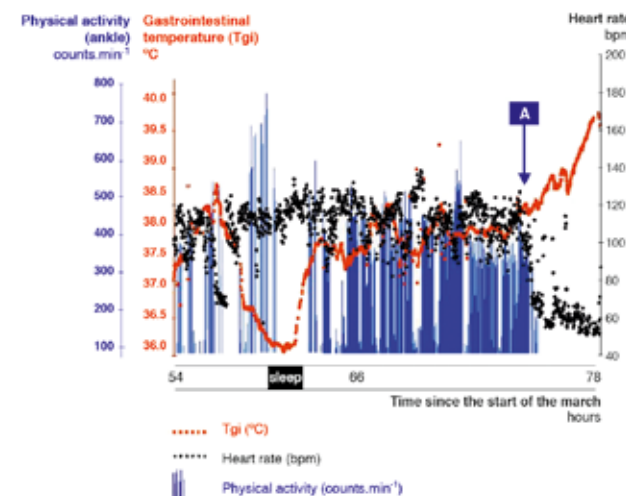 Physical activity
(ankle)
counts.min⁻¹
Gastrointestinal
temperature (Tgi)
ºC
Heart rate
bpm
800
700
600
500
400
300
200
100
40.0
39.5
39.0
38.5
38.0
37.5
37.0
36.5
36.0
200
180
160
140
120
100
80
60
40
A
54
sleep
66
78
Time since the start of the march
hours
Tgi (ºC)
Heart rate (bpm)
Physical activity (counts.min⁻¹)